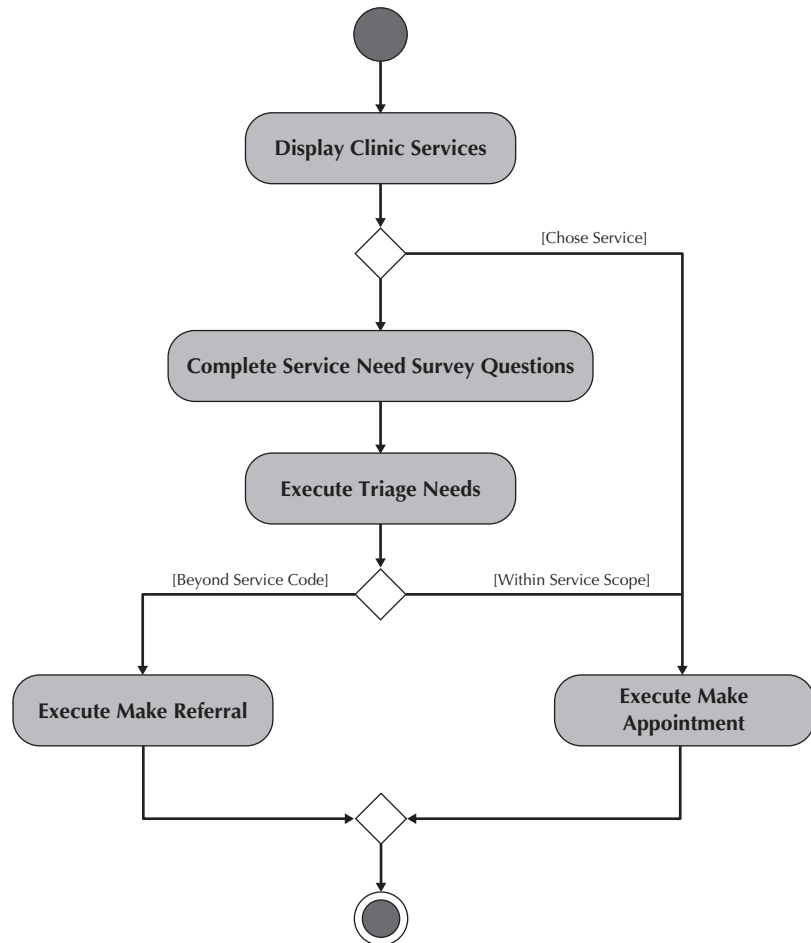 Display Clinic Services
[Chose Service]
Complete Service Need Survey Questions
Execute Triage Needs
[Beyond Service Code]
[Within Service Scope]
Execute Make Referral
Execute Make
Appointment